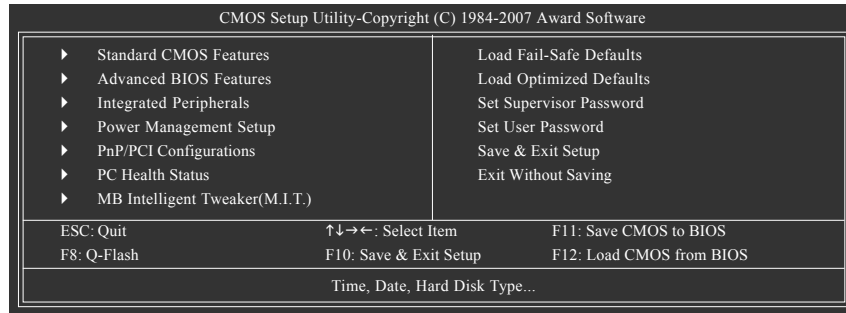 CMOS Setup Utility-Copyright (C) 1984-2007 Award Software
Standard CMOS Features
Advanced BIOS Features
Integrated Peripherals
Power Management Setup
PnP/PCI Configurations
PC Health Status
MB Intelligent Tweaker(M.I.T.)
Load Fail-Safe Defaults
Load Optimized Defaults
Set Supervisor Password
Set User Password
Save & Exit Setup
Exit Without Saving
ESC: Quit ↑↓→←: Select Item F11: Save CMOS to BIOS
F8: Q-Flash F10: Save & Exit Setup F12: Load CMOS from BIOS
Time, Date, Hard Disk Type...